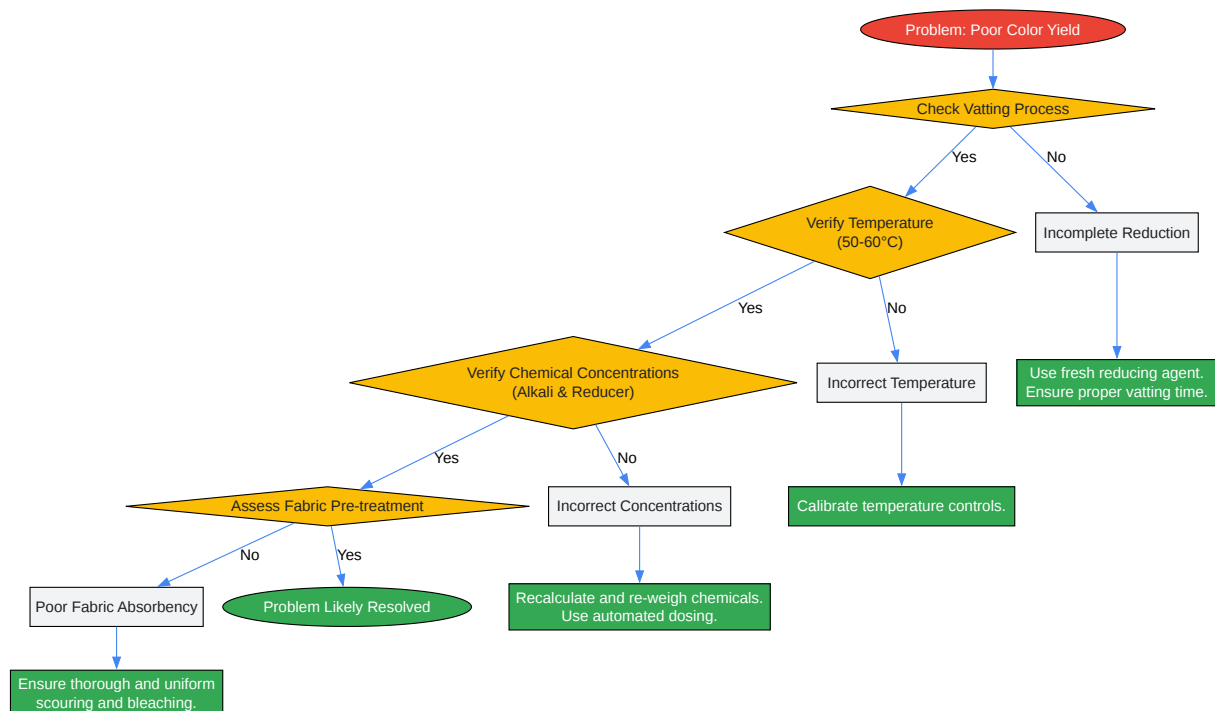 Problem: Poor Color Yield
Check Vatting Process
Yes
No
Verify Temperature
(50-60°C)
Incomplete Reduction
Yes
No
Verify Chemical Concentrations
(Alkali & Reducer)
Incorrect Temperature
Use fresh reducing agent.
Ensure proper vatting time.
Yes
No
Assess Fabric Pre-treatment
Incorrect Concentrations
Calibrate temperature controls.
No
Yes
Poor Fabric Absorbency
Problem Likely Resolved
Recalculate and re-weigh chemicals.
Use automated dosing.
Ensure thorough and uniform
scouring and bleaching.